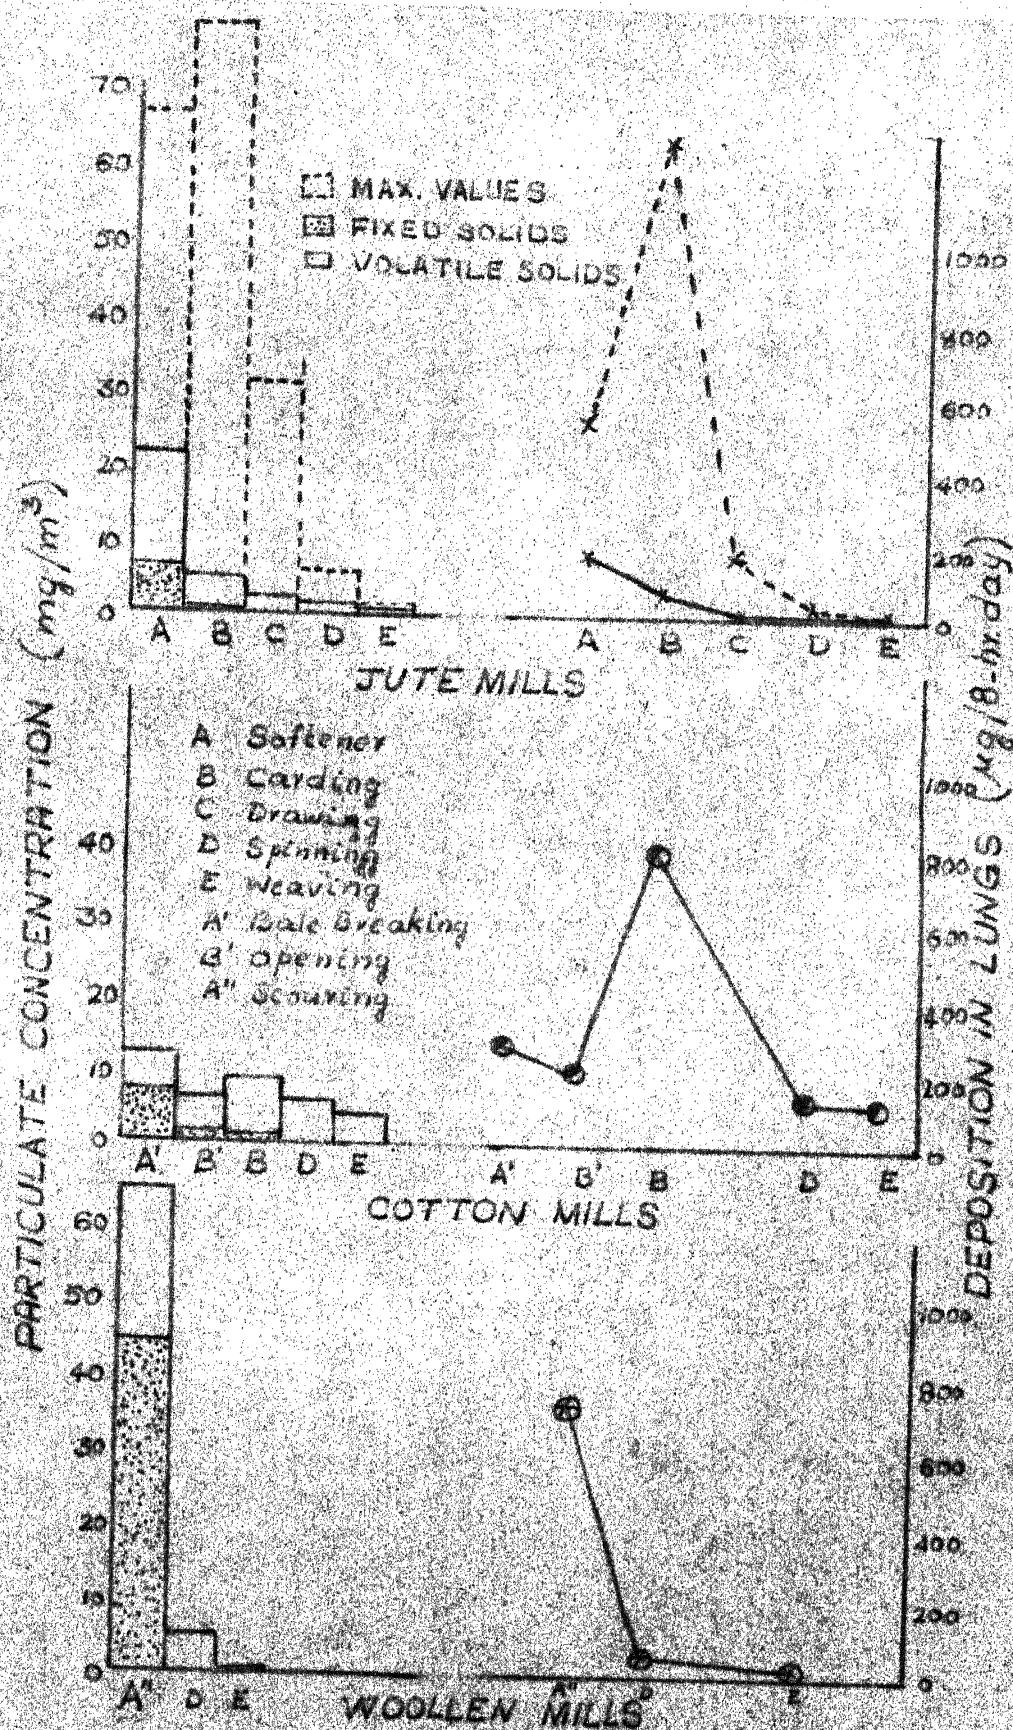 PARTICULATE CONCENTRATION (mg/m³)
70
60
50
40
30
20
10
0
MAX. VALUES
FIXED SOLIDS
VOLATILE SOLIDS
1000
800
600
400
200
0
A B C D E
A B C D E
JUTE MILLS
DEPOSITION IN LUNGS (μg/8-hr.day)
A Softener
B Carding
C Drawing
D Spinning
E Weaving
A' Bale Breaking
B' Opening
A" Scouring
40
30
20
10
0
1000
800
600
400
200
0
A' B' B D E
A' B' B D E
COTTON MILLS
60
50
40
30
20
10
0
1000
800
600
400
200
0
A" D E
A" D E
WOOLLEN MILLS